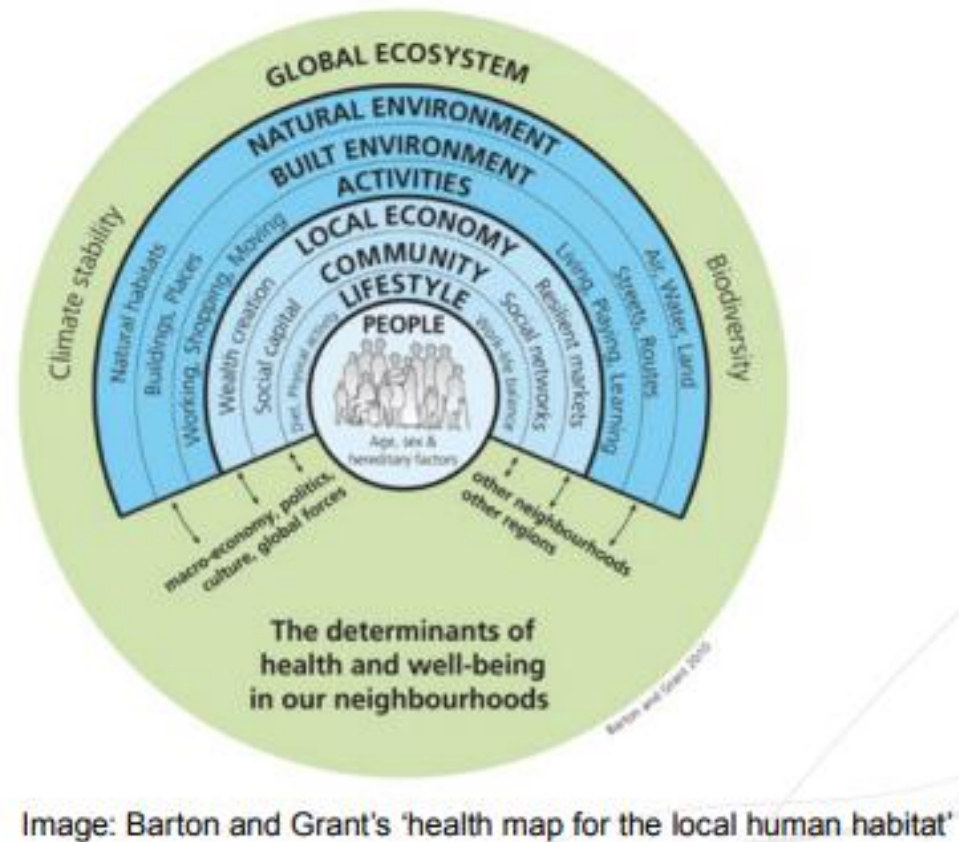 GLOBAL ECOSYSTEM
NATURAL ENVIRONMENT
BUILT ENVIRONMENT
ACTIVITIES
LOCAL ECONOMY
COMMUNITY
LIFESTYLE
PEOPLE
Climate stability
Natural habitats
Buildings, Places
Working, Shopping, Moving
Wealth creation
Social capital
Diet, Physical activity
Work-life balance
Social networks
Resilient markets
Living, Playing, Learning
Streets, Routes
Air, Water, Land
Biodiversity
Age, sex &
hereditary factors
macro-economy, politics,
culture, global forces
other neighbourhoods
other regions
The determinants of
health and well-being
in our neighbourhoods
Barton and Grant 2010
Image: Barton and Grant's 'health map for the local human habitat'